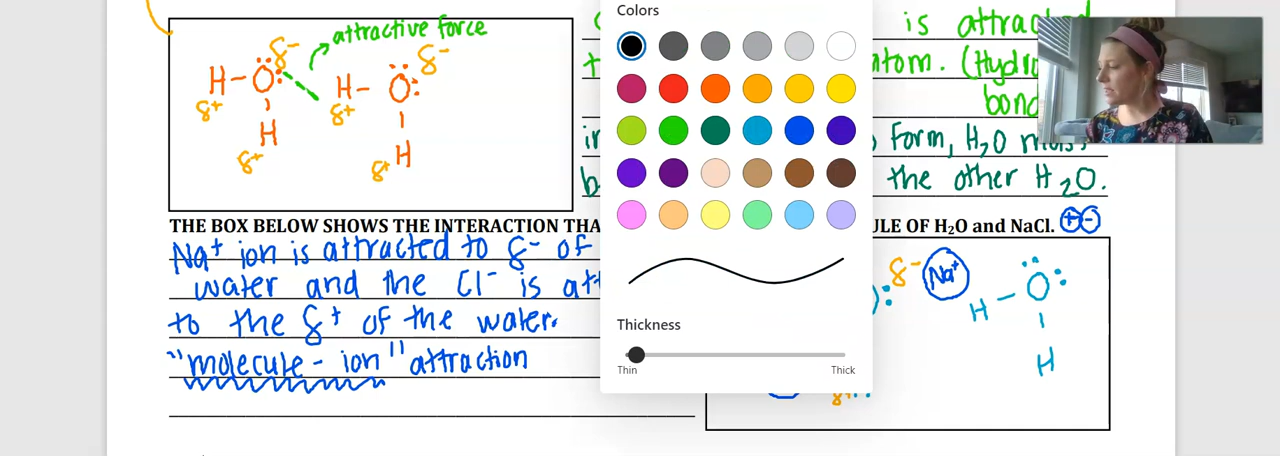 attractive force
δ-
δ-
H-O
H-O
δ+
δ+
H
H
δ+
δ+
is attracted
atom. (Hydro
bond
form, H₂O
the other H₂O.
THE BOX BELOW SHOWS THE INTERACTION THA
ULE OF H₂O and NaCl. + -
Na+ ion is attracted to δ- of
water and the Cl- is att
to the δ+ of the water.
"molecule - ion" attraction
δ- Na+
H-O
H
δ+
Colors
Thickness
Thin
Thick